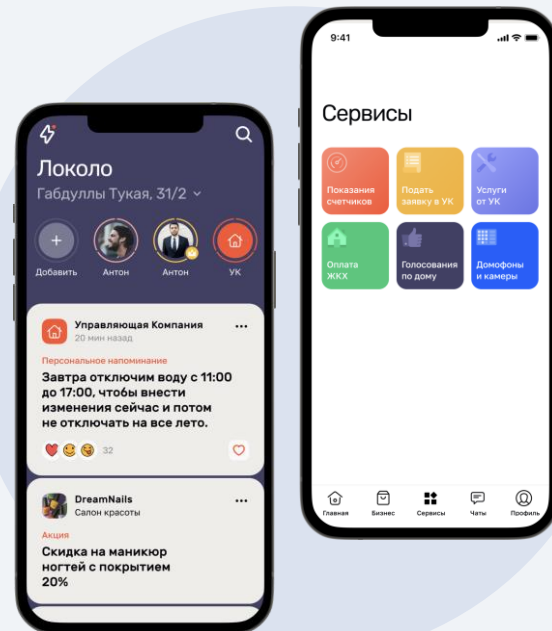 Локоло
Габдуллы Тукая, 31/2
Добавить
Антон
Антон
УК
Управляющая Компания
20 мин назад
Персональное напоминание
Завтра отключим воду с 11:00
до 17:00, чтобы внести
изменения сейчас и потом
не отключать на все лето.
32
DreamNails
Салон красоты
Акция
Скидка на маникюр
ногтей с покрытием
20%
9:41
Сервисы
Показания
счетчиков
Подать
заявку в УК
Услуги
от УК
Оплата
ЖКХ
Голосования
по дому
Домофоны
и камеры
Главная
Бизнес
Сервисы
Чаты
Профиль